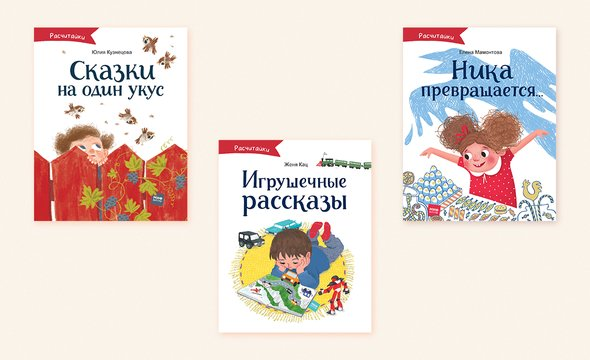 Расчитайки
Юлия Кузнецова
Сказки
на один укус
Расчитайки
Женя Кац
Игрушечные
рассказы
Расчитайки
Елена Мамонтова
Ника
превращается...